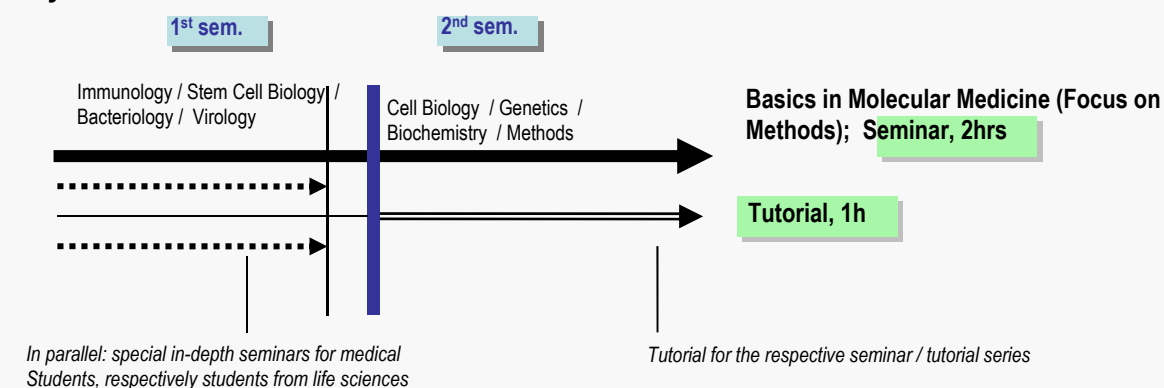 1st sem.
2nd sem.
Immunology / Stem Cell Biology /
Bacteriology / Virology
Cell Biology / Genetics /
Biochemistry / Methods
Basics in Molecular Medicine (Focus on
Methods); Seminar, 2hrs
Tutorial, 1h
In parallel: special in-depth seminars for medical
Students, respectively students from life sciences
Tutorial for the respective seminar / tutorial series